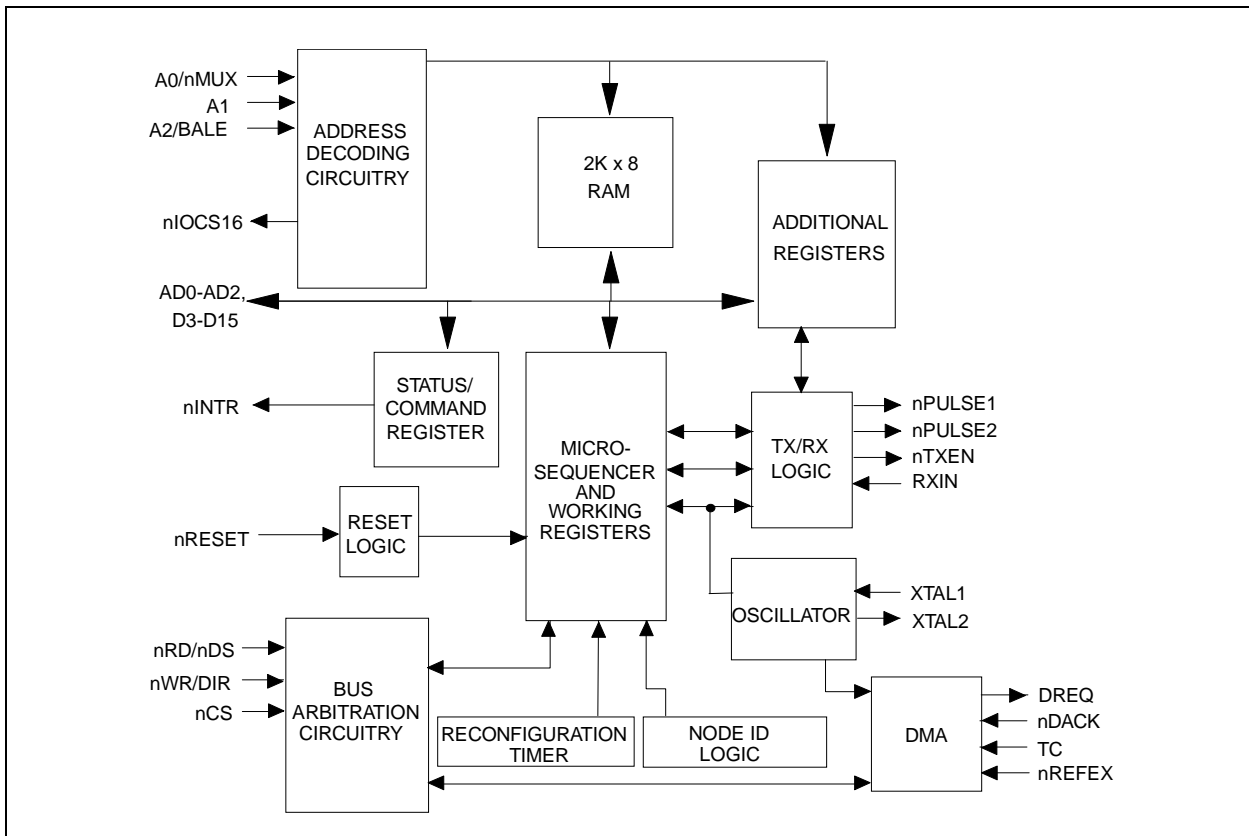 A0/nMUX
A1
A2/BALE
nIOCS16
AD0-AD2,
D3-D15
nINTR
nRESET
nRD/nDS
nWR/DIR
nCS
ADDRESS
DECODING
CIRCUITRY
2K x 8
RAM
ADDITIONAL
REGISTERS
STATUS/
COMMAND
REGISTER
MICRO-
SEQUENCER
AND
WORKING
REGISTERS
TX/RX
LOGIC
nPULSE1
nPULSE2
nTXEN
RXIN
RESET
LOGIC
OSCILLATOR
XTAL1
XTAL2
BUS
ARBITRATION
CIRCUITRY
RECONFIGURATION
TIMER
NODE ID
LOGIC
DMA
DREQ
nDACK
TC
nREFEX